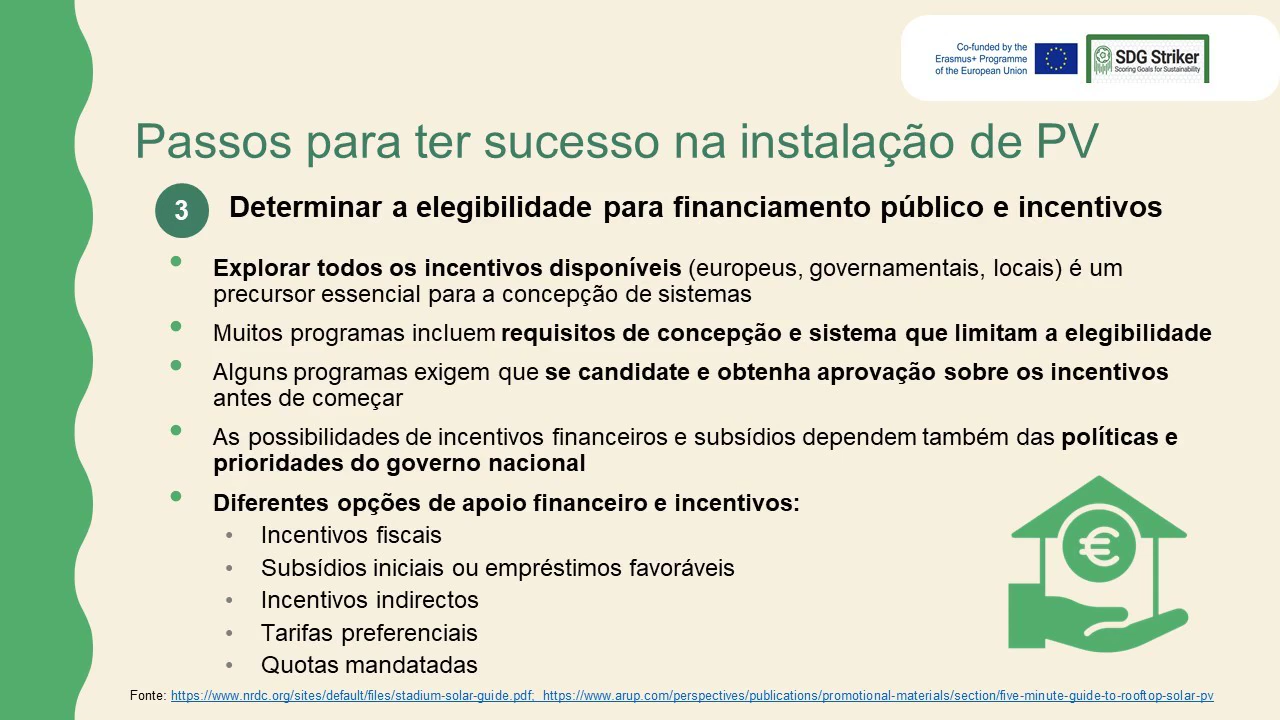 Co-funded by the
Erasmus+ Programme
of the European Union
SDG Striker
Scoring Goals for Sustainability
Passos para ter sucesso na instalação de PV
3
Determinar a elegibilidade para financiamento público e incentivos
Explorar todos os incentivos disponíveis (europeus, governamentais, locais) é um
precursor essencial para a concepção de sistemas
Muitos programas incluem requisitos de concepção e sistema que limitam a elegibilidade
Alguns programas exigem que se candidate e obtenha aprovação sobre os incentivos
antes de começar
As possibilidades de incentivos financeiros e subsídios dependem também das políticas e
prioridades do governo nacional
Diferentes opções de apoio financeiro e incentivos:
Incentivos fiscais
Subsídios iniciais ou empréstimos favoráveis
Incentivos indirectos
Tarifas preferenciais
Quotas mandatadas
€
Fonte: https://www.nrdc.org/sites/default/files/stadium-solar-guide.pdf; https://www.arup.com/perspectives/publications/promotional-materials/section/five-minute-guide-to-rooftop-solar-pv